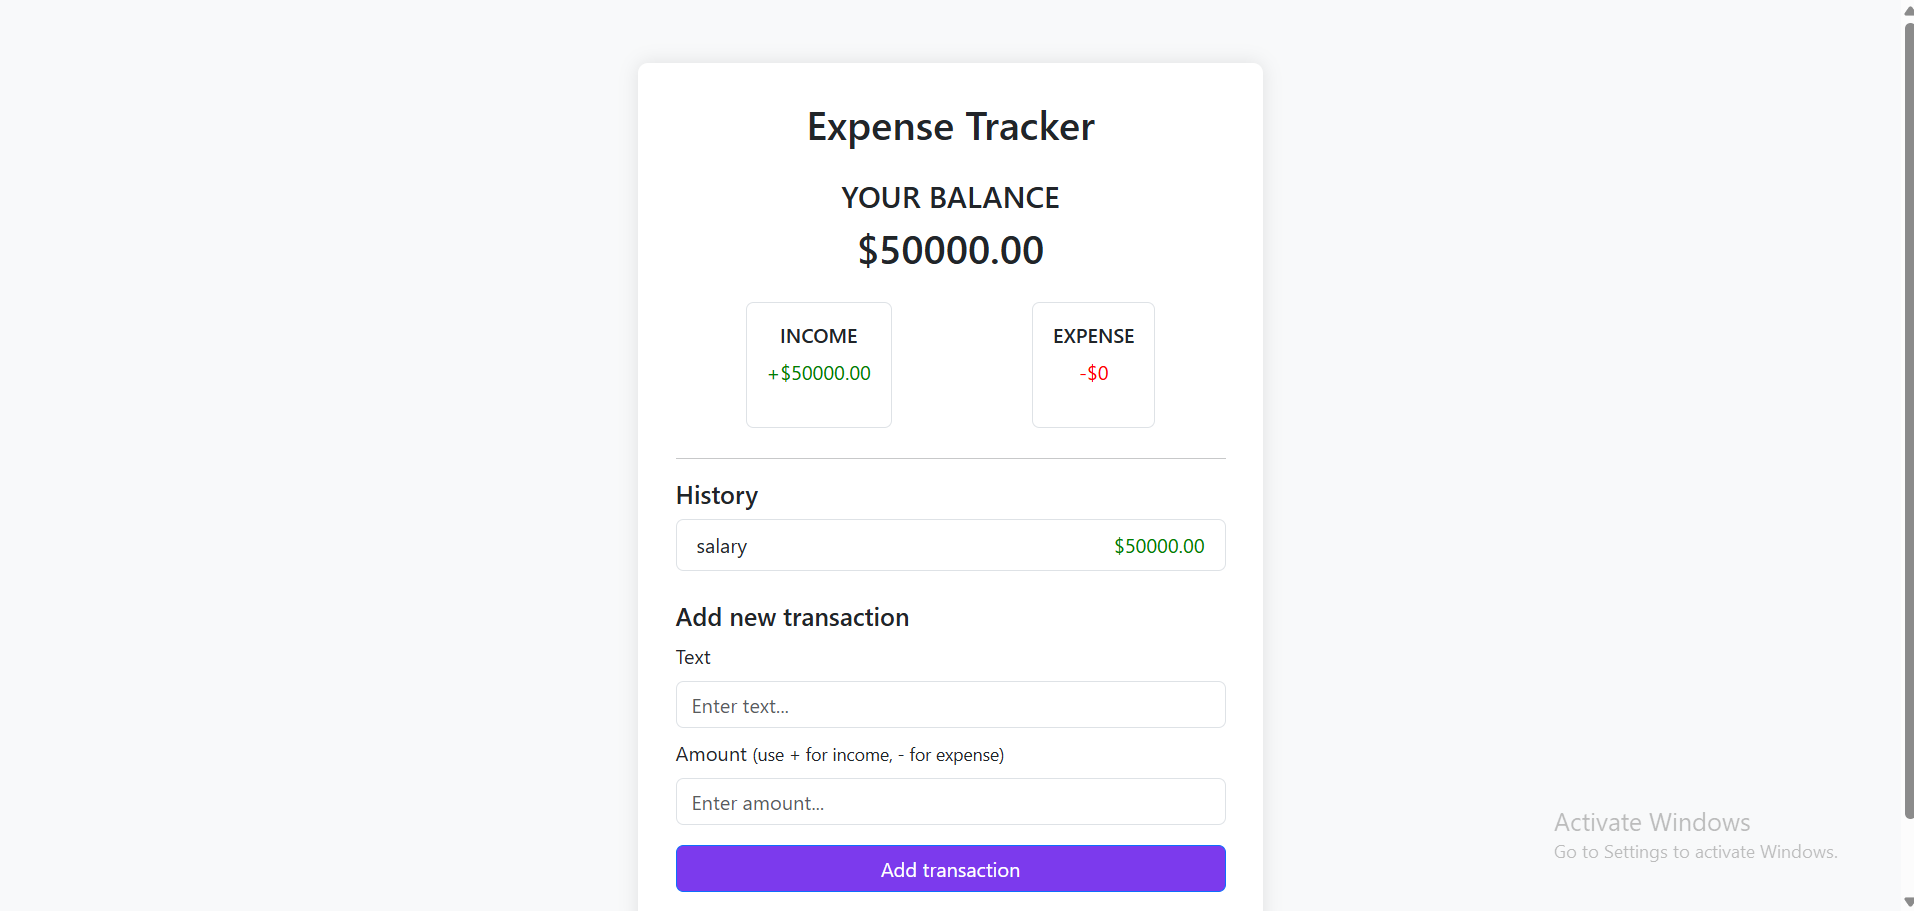 Expense Tracker
YOUR BALANCE
$50000.00
INCOME
+$50000.00
EXPENSE
-$0
History
salary $50000.00
Add new transaction
Text
Enter text...
Amount (use + for income, - for expense)
Enter amount...
Add transaction
Activate Windows
Go to Settings to activate Windows.